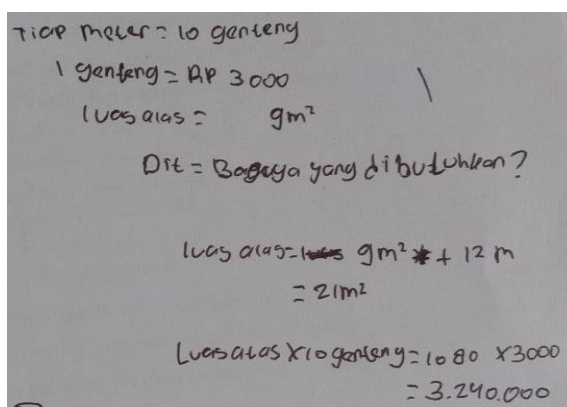 Tiap meter = 10 genteng
1 genteng = RP 3000
luas alas = 9m²
Dit = Bagaya yang dibutuhkan?
luas alas = 9m² + 12 m
= 21m²
Luas atas X 10 genteng = 1080 X 3000
= 3.240.000